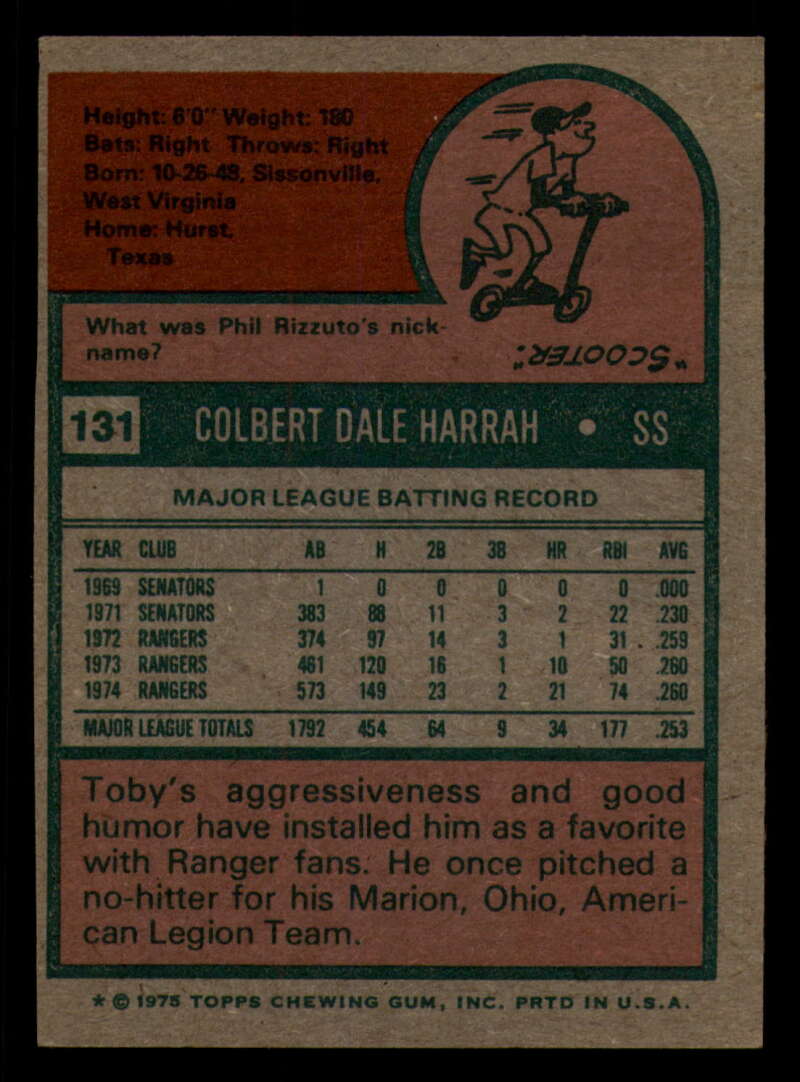 Height: 6'0" Weight: 180
Bats: Right Throws: Right
Born: 10-26-48, Sissonville,
West Virginia
Home: Hurst,
Texas
What was Phil Rizzuto's nick-
name?
"SCOOTER."
131 COLBERT DALE HARRAH • SS
MAJOR LEAGUE BATTING RECORD
YEAR CLUB AB H 2B 3B HR RBI AVG
1969 SENATORS 1 0 0 0 0 0 .000
1971 SENATORS 383 88 11 3 2 22 .230
1972 RANGERS 374 97 14 3 1 31 .259
1973 RANGERS 461 120 16 1 10 50 .260
1974 RANGERS 573 149 23 2 21 74 .260
MAJOR LEAGUE TOTALS 1792 454 64 9 34 177 .253
Toby's aggressiveness and good
humor have installed him as a favorite
with Ranger fans. He once pitched a
no-hitter for his Marion, Ohio, Ameri-
can Legion Team.
* © 1975 TOPPS CHEWING GUM, INC. PRTD IN U.S.A.